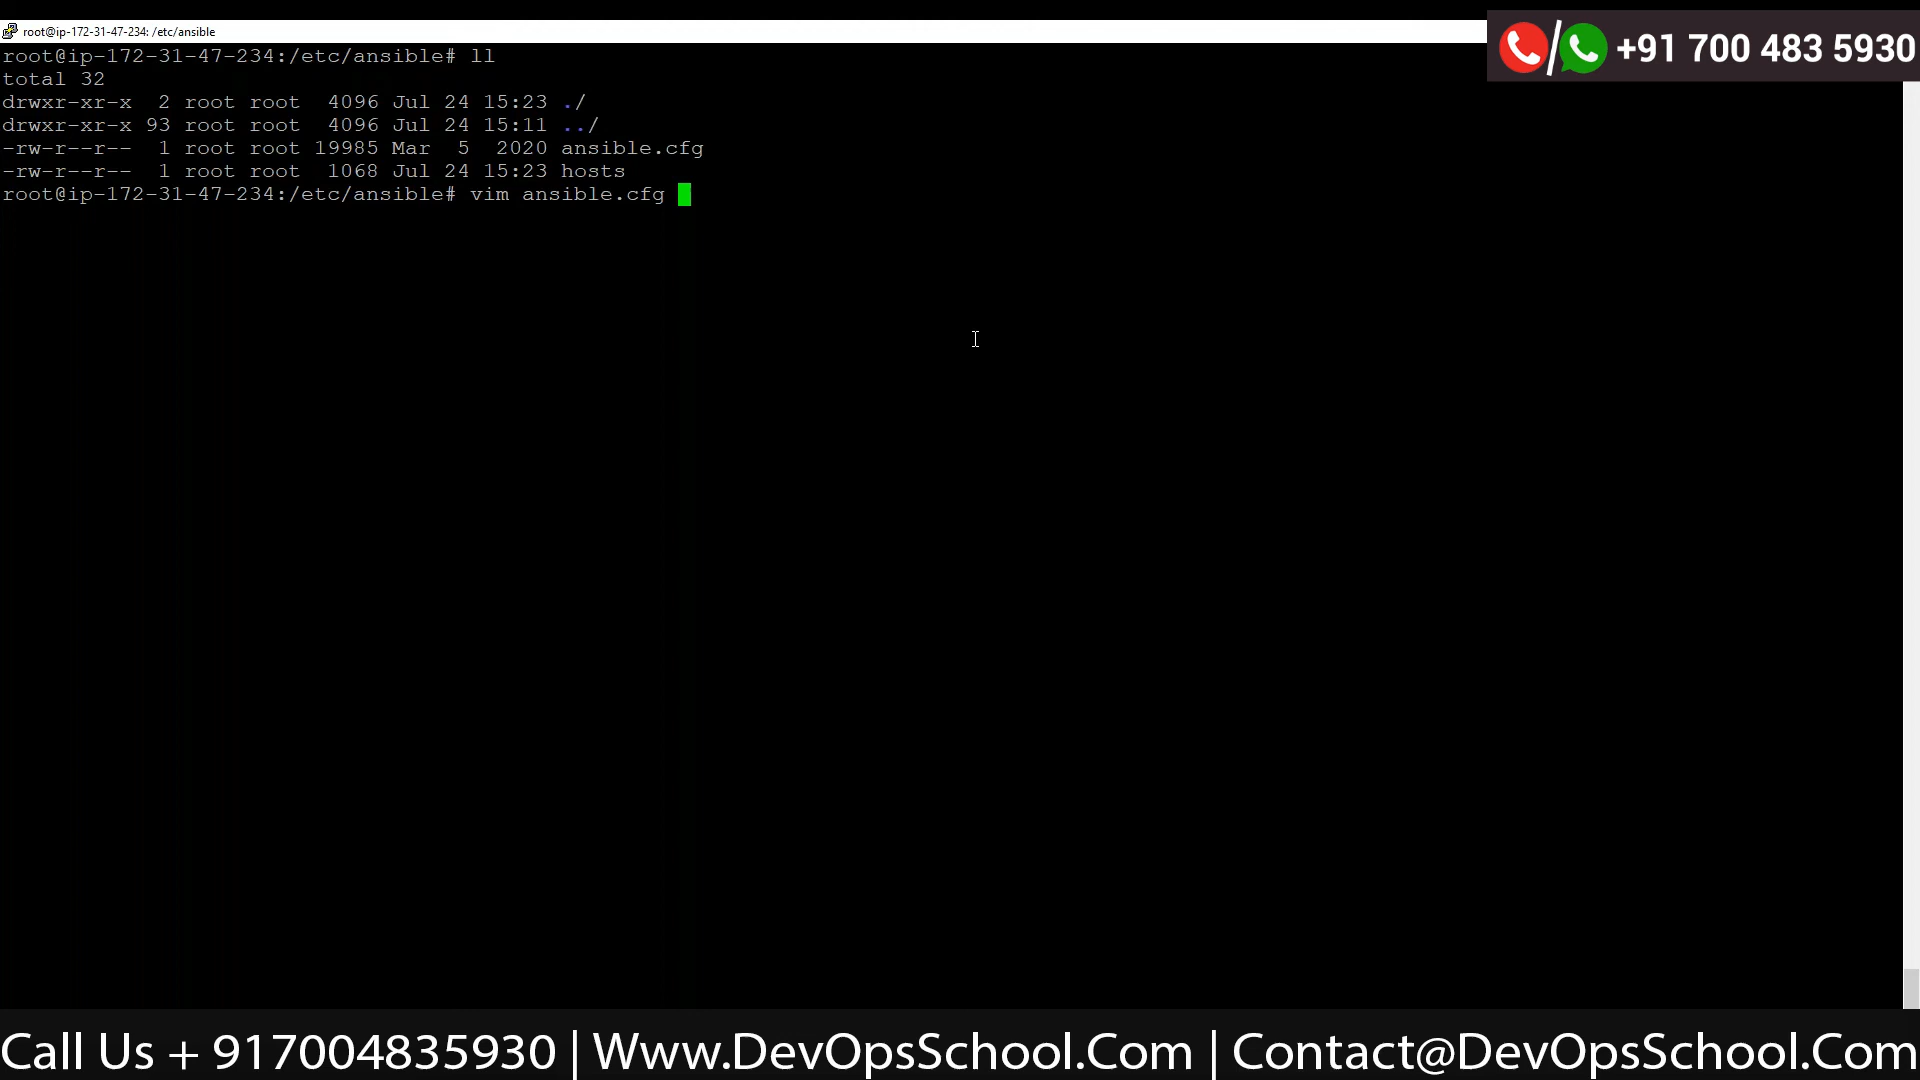 root@ip-172-31-47-234: /etc/ansible
+91 700 483 5930
root@ip-172-31-47-234:/etc/ansible# ll
total 32
drwxr-xr-x  2 root root  4096 Jul 24 15:23 ./
drwxr-xr-x 93 root root  4096 Jul 24 15:11 ../
-rw-r--r--  1 root root 19985 Mar  5  2020 ansible.cfg
-rw-r--r--  1 root root  1068 Jul 24 15:23 hosts
root@ip-172-31-47-234:/etc/ansible# vim ansible.cfg
Call Us + 917004835930 | Www.DevOpsSchool.Com | Contact@DevOpsSchool.Com